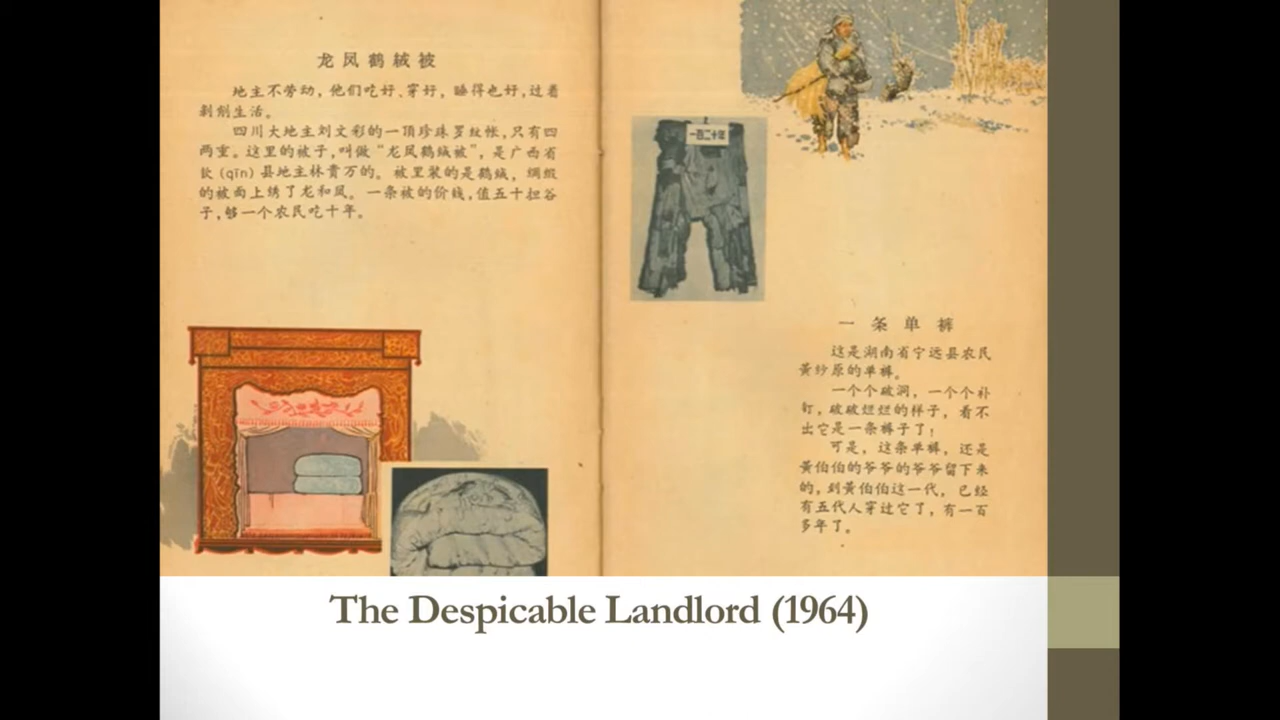 龙凤鹤绒被
地主不劳动，他们吃好、穿好，睡得也好，过着
剥削生活。
四川大地主刘文彩的一顶珍珠罗纹帐，只有四
两重。这里的被子，叫做“龙凤鹤绒被”，是广西省
钦(qīn)县地主林贵万的。被里装的是鹤绒，绸缎
的被面上绣了龙和凤。一条被的价钱，值五十担谷
子，够一个农民吃十年。
一百二十年
一条单裤
这是湖南省宁远县农民
黄纱原的单裤。
一个个破洞，一个个补
钉，破破烂烂的样子，看不
出它是一条裤子了！
可是，这条单裤，还是
黄伯伯的爷爷的爷爷留下来
的，到黄伯伯这一代，已经
有五代人穿过它了，有一百
多年了。
The Despicable Landlord (1964)